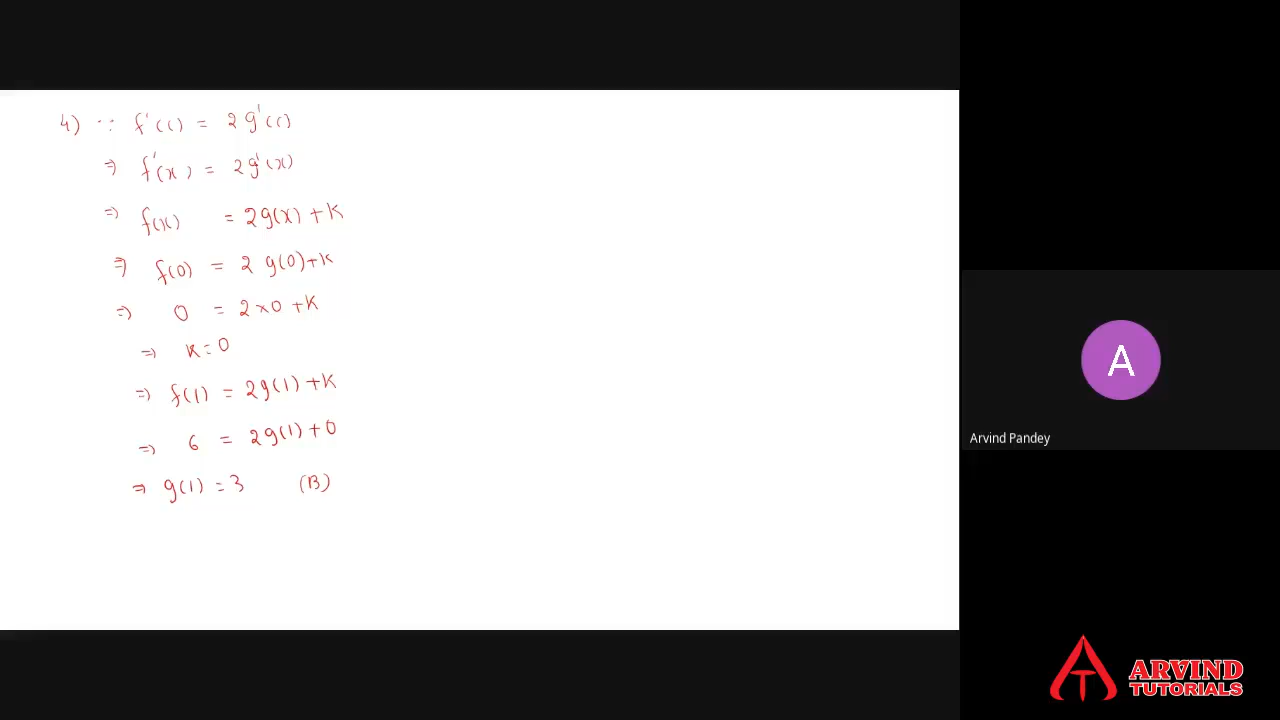 4) ∵ f'(c) = 2g'(c)
⇒ f'(x) = 2g'(x)
⇒ f(x) = 2g(x) + K
⇒ f(0) = 2 g(0) + K
⇒ 0 = 2×0 + K
⇒ K = 0
⇒ f(1) = 2g(1) + K
⇒ 6 = 2g(1) + 0
⇒ g(1) = 3 (B)
A
Arvind Pandey
ARVIND
TUTORIALS